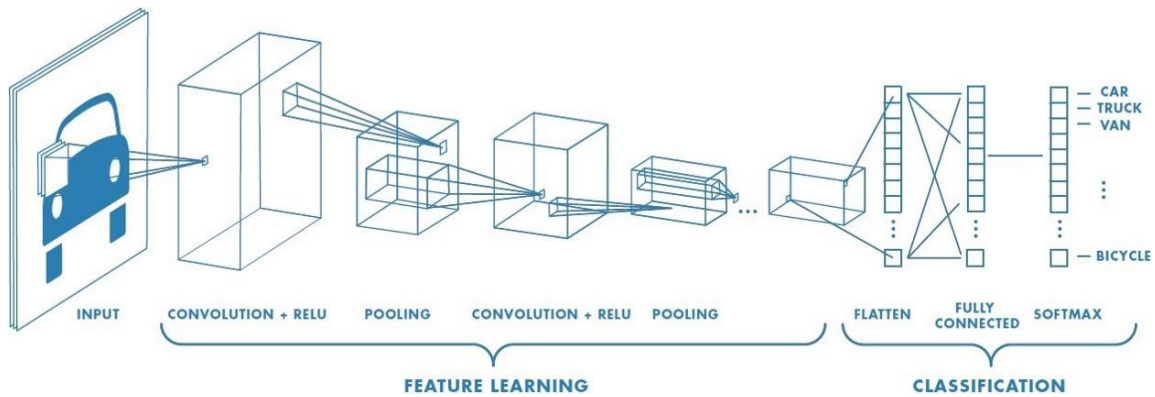 CAR
TRUCK
VAN
BICYCLE
INPUT
CONVOLUTION + RELU
POOLING
CONVOLUTION + RELU
POOLING
FLATTEN
FULLY
CONNECTED
SOFTMAX
FEATURE LEARNING
CLASSIFICATION